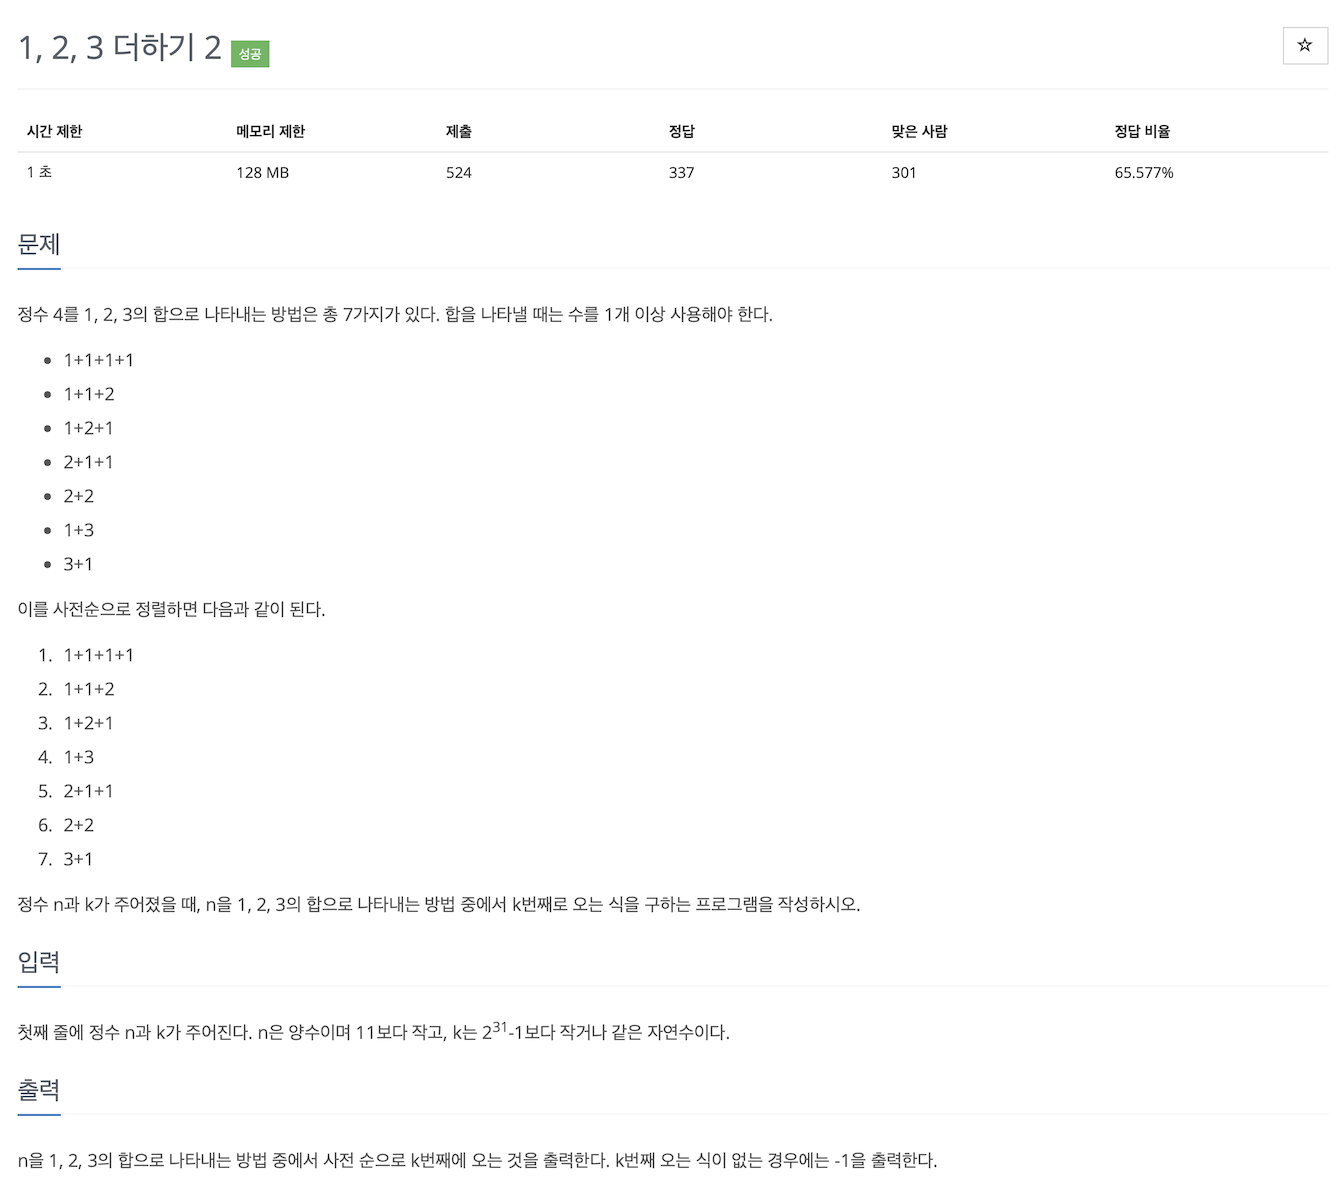 1, 2, 3 더하기 2 성공 ☆
시간 제한 메모리 제한 제출 정답 맞은 사람 정답 비율
1 초 128 MB 524 337 301 65.577%
문제
정수 4를 1, 2, 3의 합으로 나타내는 방법은 총 7가지가 있다. 합을 나타낼 때는 수를 1개 이상 사용해야 한다.
• 1+1+1+1
• 1+1+2
• 1+2+1
• 2+1+1
• 2+2
• 1+3
• 3+1
이를 사전순으로 정렬하면 다음과 같이 된다.
1. 1+1+1+1
2. 1+1+2
3. 1+2+1
4. 1+3
5. 2+1+1
6. 2+2
7. 3+1
정수 n과 k가 주어졌을 때, n을 1, 2, 3의 합으로 나타내는 방법 중에서 k번째로 오는 식을 구하는 프로그램을 작성하시오.
입력
첫째 줄에 정수 n과 k가 주어진다. n은 양수이며 11보다 작고, k는 2³¹-1보다 작거나 같은 자연수이다.
출력
n을 1, 2, 3의 합으로 나타내는 방법 중에서 사전 순으로 k번째에 오는 것을 출력한다. k번째 오는 식이 없는 경우에는 -1을 출력한다.